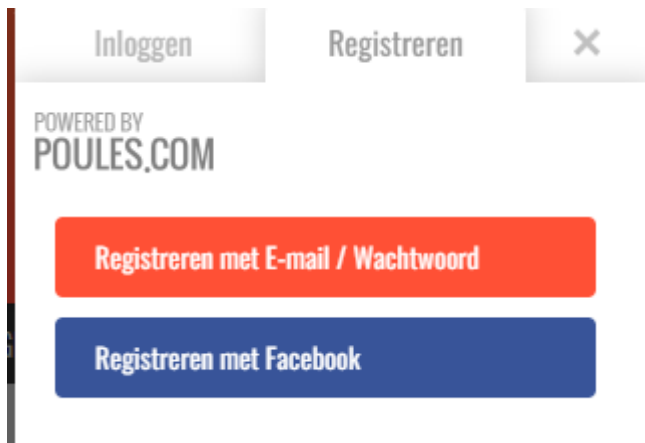 Inloggen
Registreren
×
POWERED BY
POULES.COM
Registreren met E-mail / Wachtwoord
Registreren met Facebook